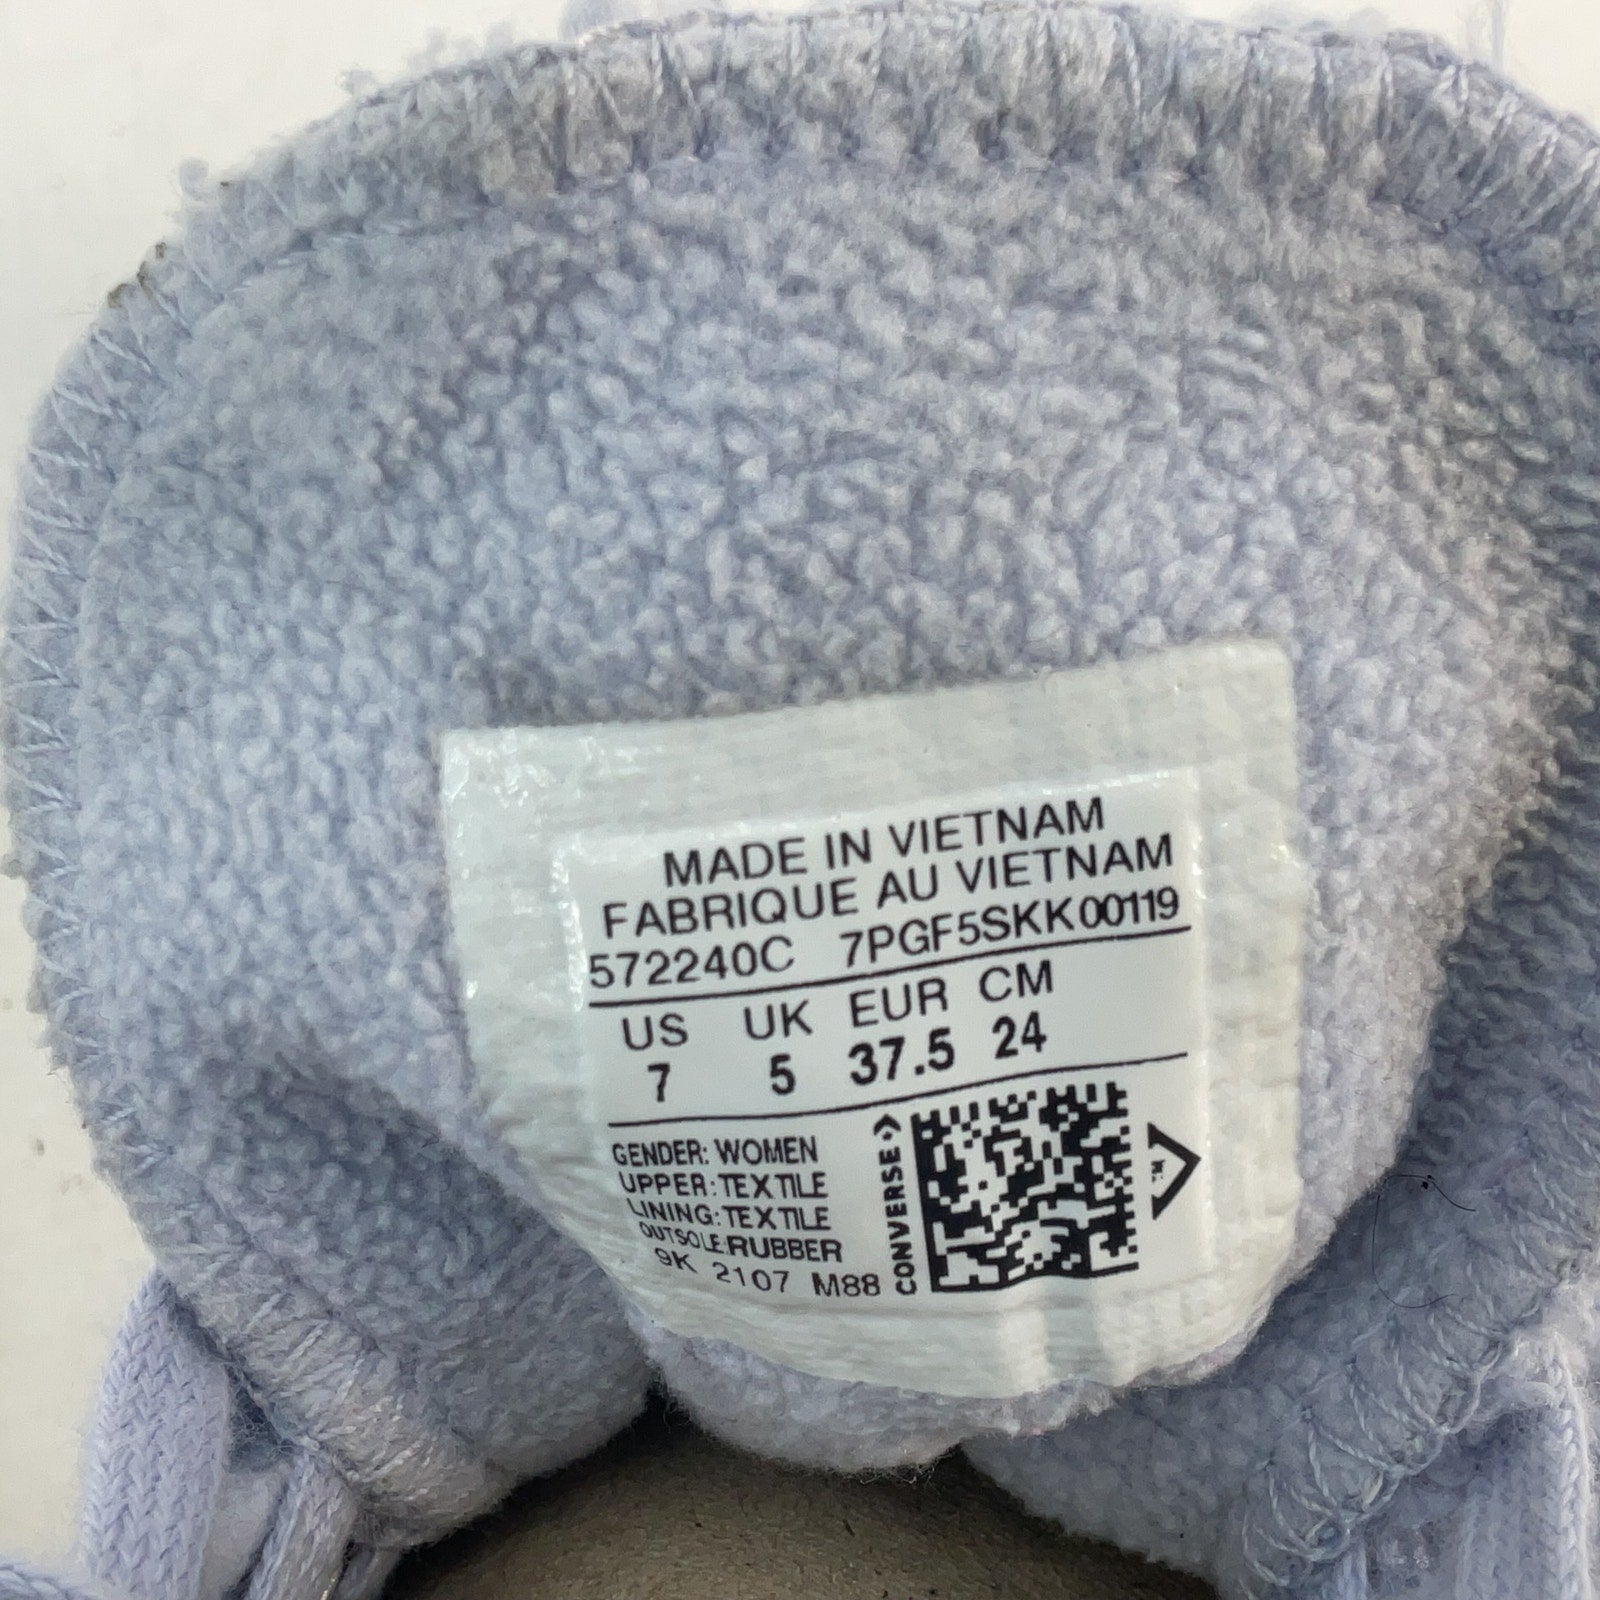 MADE IN VIETNAM
FABRIQUE AU VIETNAM
572240C 7PGF5SKK00119
US UK EUR CM
7 5 37.5 24
GENDER: WOMEN
UPPER: TEXTILE
LINING: TEXTILE
OUTSOLE: RUBBER
9K 2107 M88
CONVERSE
TM